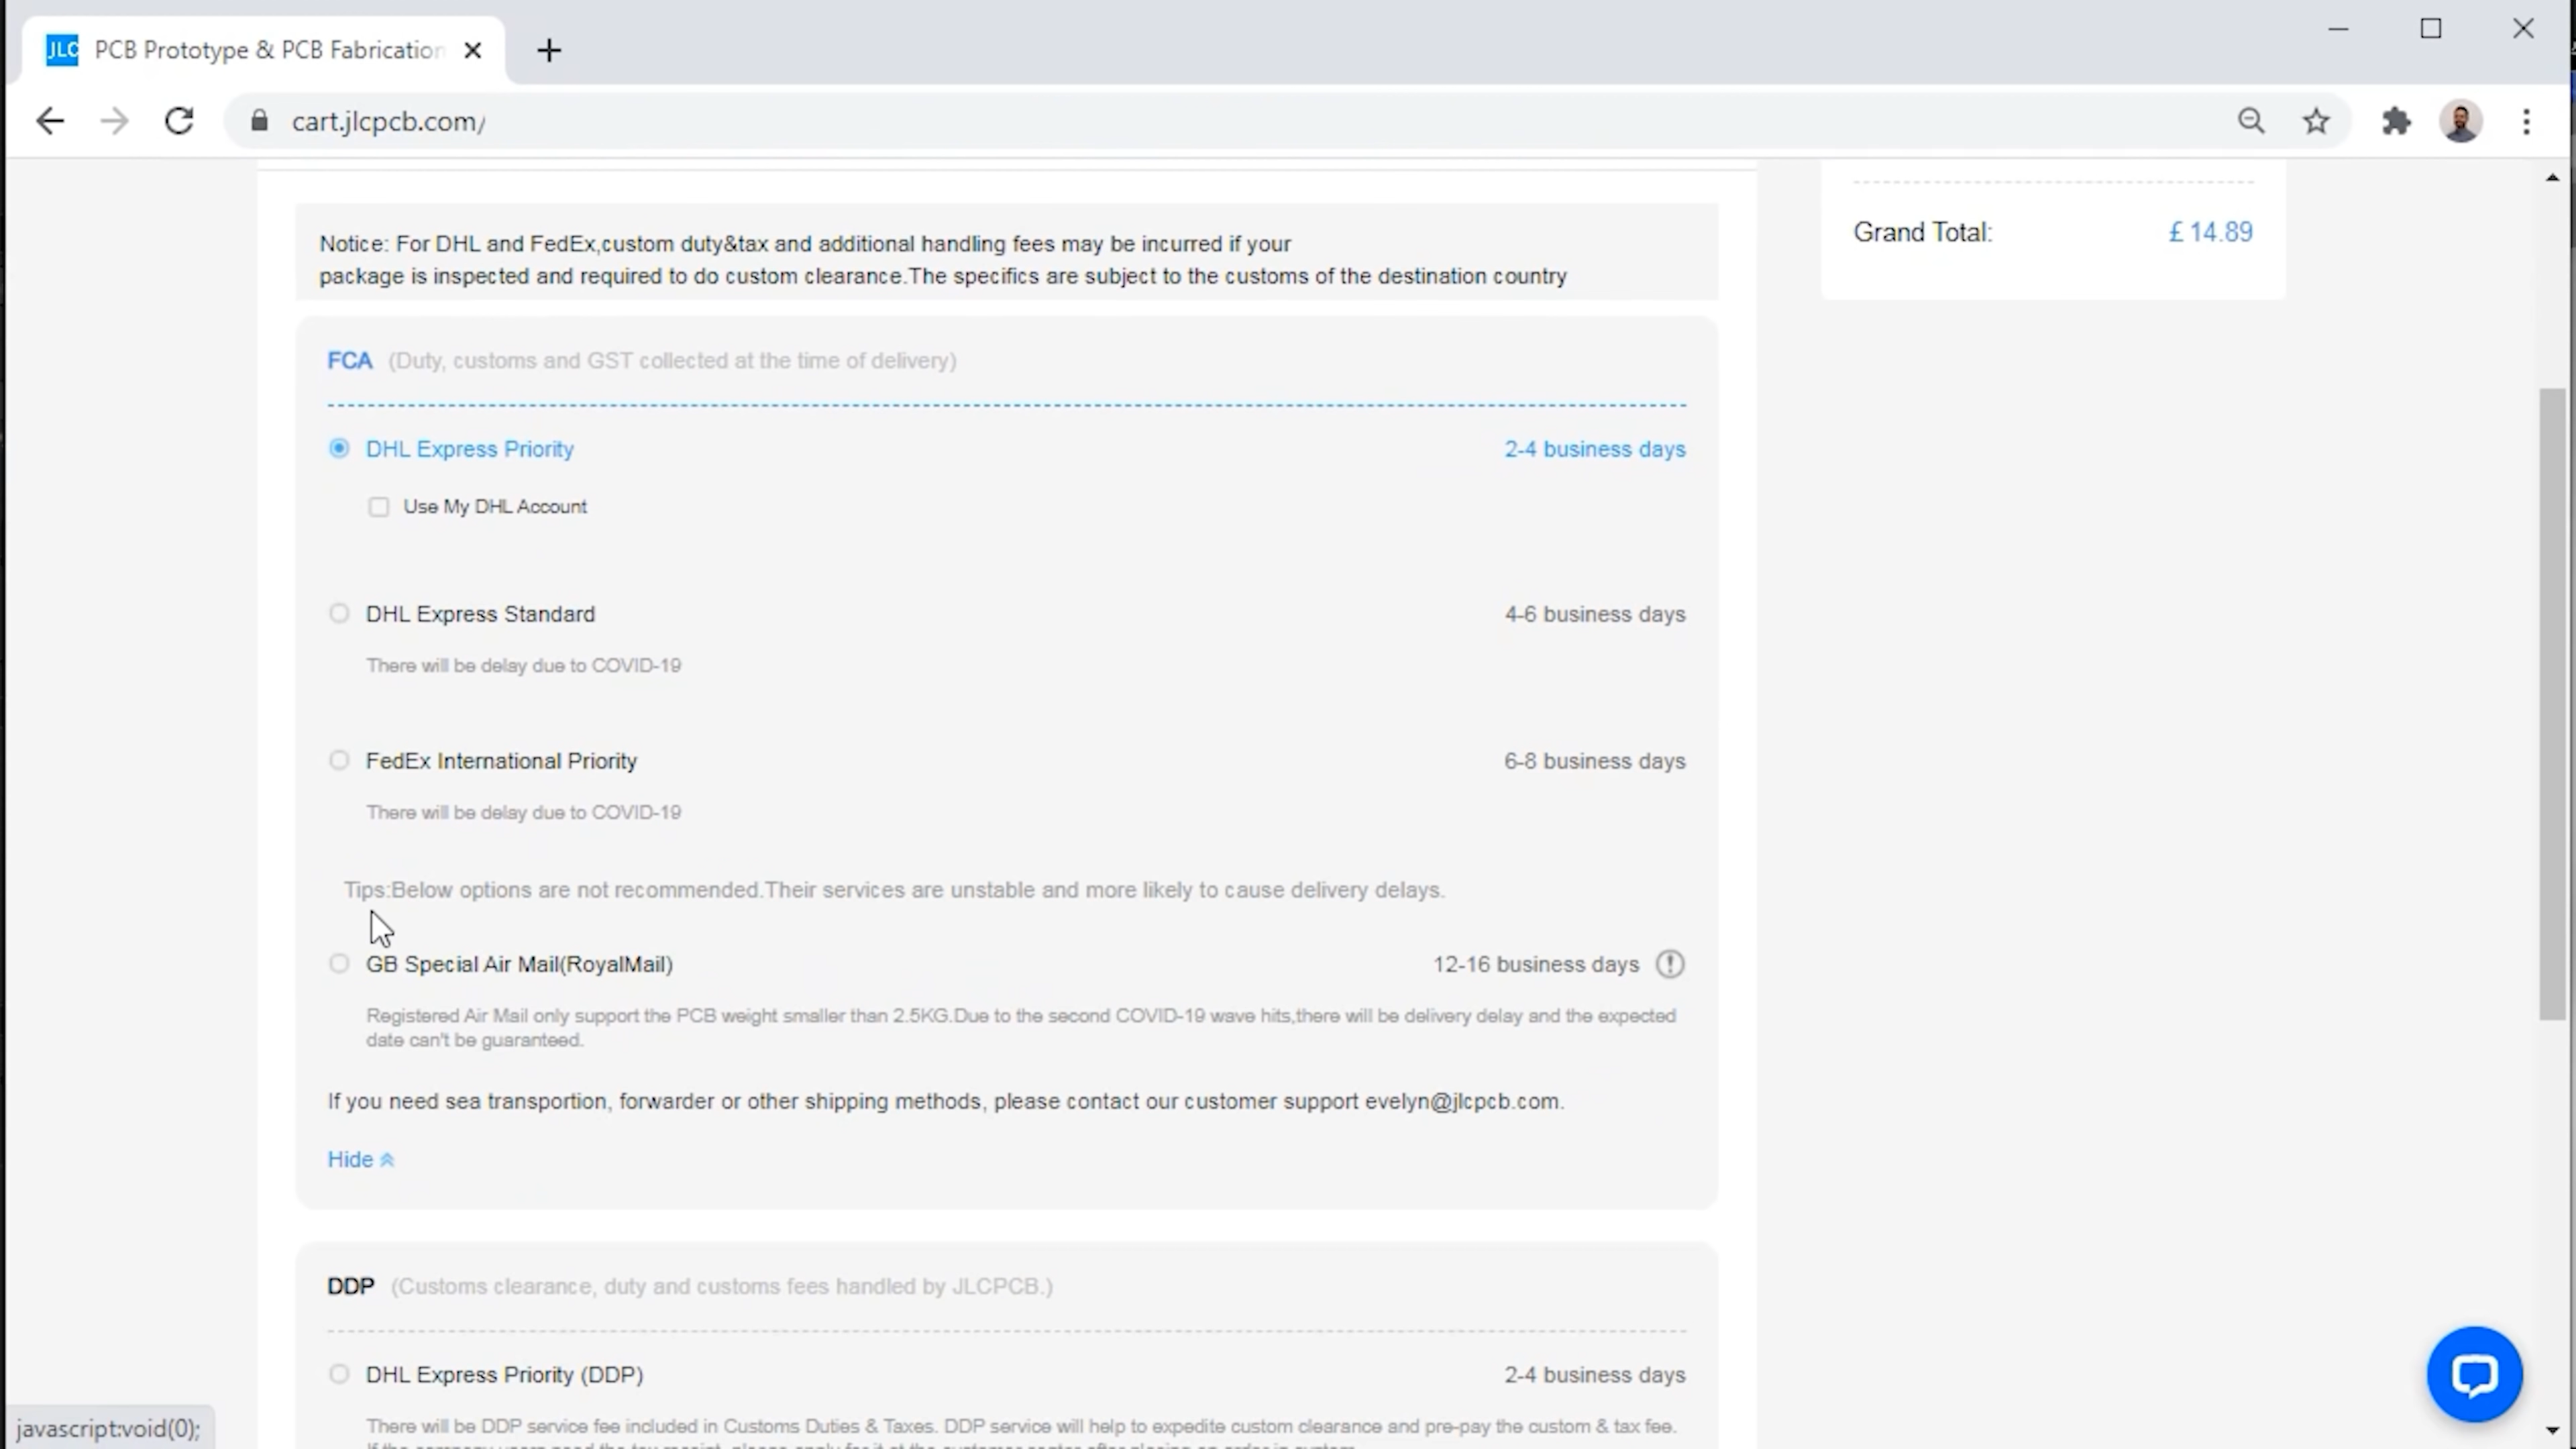 JLC PCB Prototype & PCB Fabrication
cart.jlcpcb.com/
Notice: For DHL and FedEx,custom duty&tax and additional handling fees may be incurred if your
package is inspected and required to do custom clearance.The specifics are subject to the customs of the destination country
Grand Total: £ 14.89
FCA (Duty, customs and GST collected at the time of delivery)
DHL Express Priority 2-4 business days
Use My DHL Account
DHL Express Standard 4-6 business days
There will be delay due to COVID-19
FedEx International Priority 6-8 business days
There will be delay due to COVID-19
Tips:Below options are not recommended.Their services are unstable and more likely to cause delivery delays.
GB Special Air Mail(RoyalMail) 12-16 business days
Registered Air Mail only support the PCB weight smaller than 2.5KG.Due to the second COVID-19 wave hits,there will be delivery delay and the expected
date can't be guaranteed.
If you need sea transportion, forwarder or other shipping methods, please contact our customer support evelyn@jlcpcb.com.
Hide
DDP (Customs clearance, duty and customs fees handled by JLCPCB.)
DHL Express Priority (DDP) 2-4 business days
There will be DDP service fee included in Customs Duties & Taxes. DDP service will help to expedite custom clearance and pre-pay the custom & tax fee.
javascript:void(0);